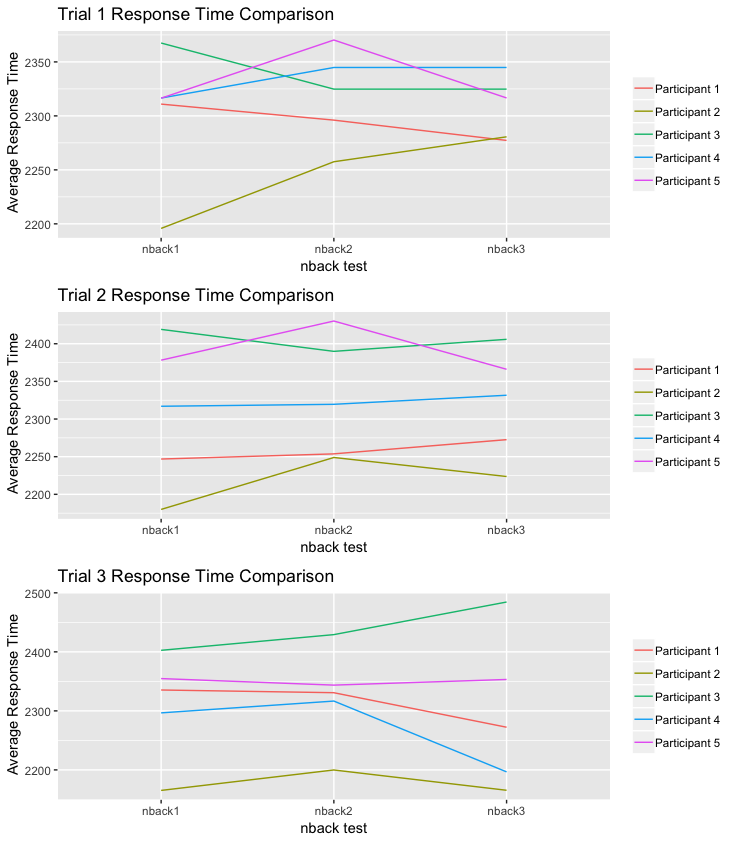 Trial 1 Response Time Comparison
Average Response Time
2350
2300
2250
2200
nback1 nback2 nback3
nback test
Participant 1
Participant 2
Participant 3
Participant 4
Participant 5
Trial 2 Response Time Comparison
Average Response Time
2400
2350
2300
2250
2200
nback1 nback2 nback3
nback test
Participant 1
Participant 2
Participant 3
Participant 4
Participant 5
Trial 3 Response Time Comparison
Average Response Time
2500
2400
2300
2200
nback1 nback2 nback3
nback test
Participant 1
Participant 2
Participant 3
Participant 4
Participant 5